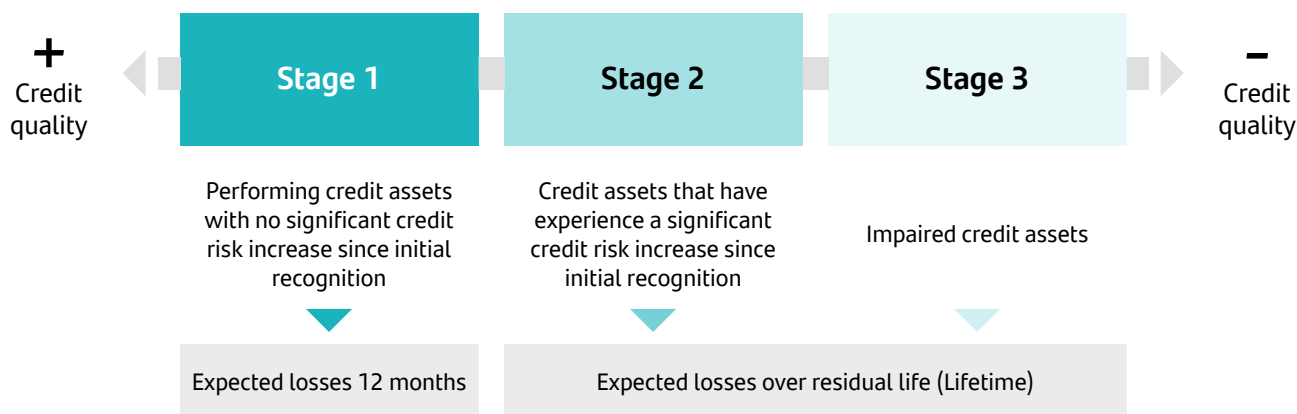 +
Credit
quality
Stage 1
Stage 2
Stage 3
-
Credit
quality
Performing credit assets
with no significant credit
risk increase since initial
recognition
Credit assets that have
experience a significant
credit risk increase since
initial recognition
Impaired credit assets
Expected losses 12 months
Expected losses over residual life (Lifetime)